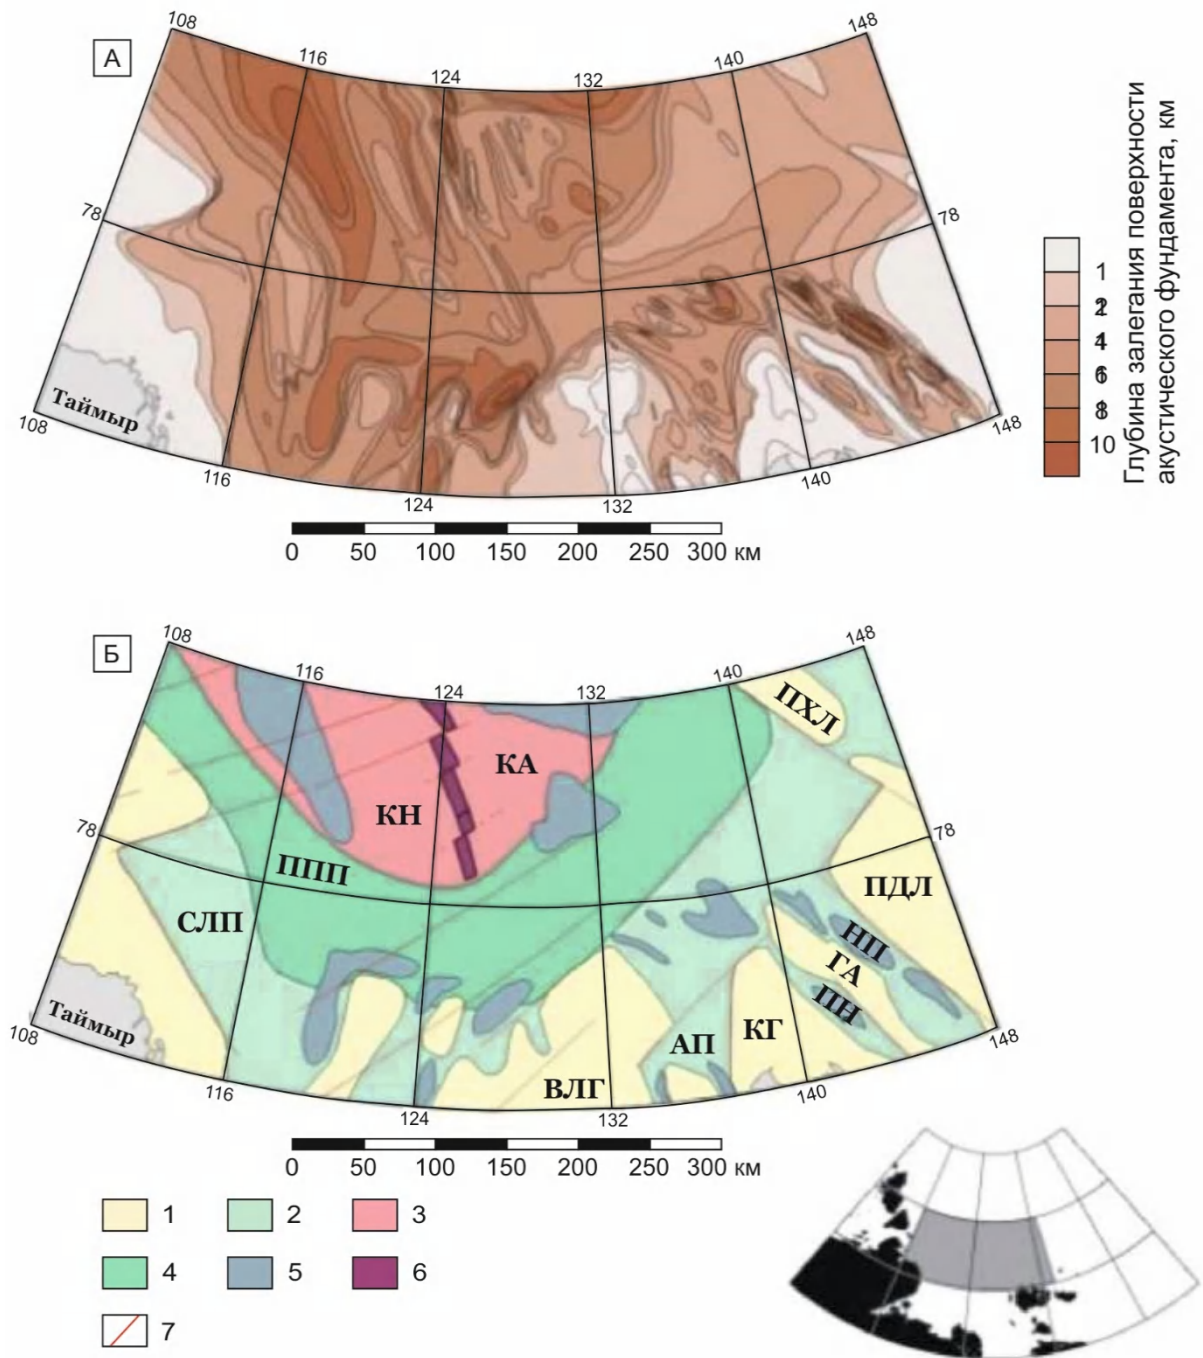 А
108
116
124
132
140
148
78
78
Таймыр
108
116
124
132
140
148
0 50 100 150 200 250 300 км
1
2
4
6
8
10
Глубина залегания поверхности
акустического фундамента, км
Б
108
116
124
132
140
148
ПХЛ
КА
КН
78
78
ППП
ПДЛ
СЛП
НП
ГА
ПН
Таймыр
АП
КГ
ВЛГ
108
116
124
132
140
148
0 50 100 150 200 250 300 км
1 2 3
4 5 6
7